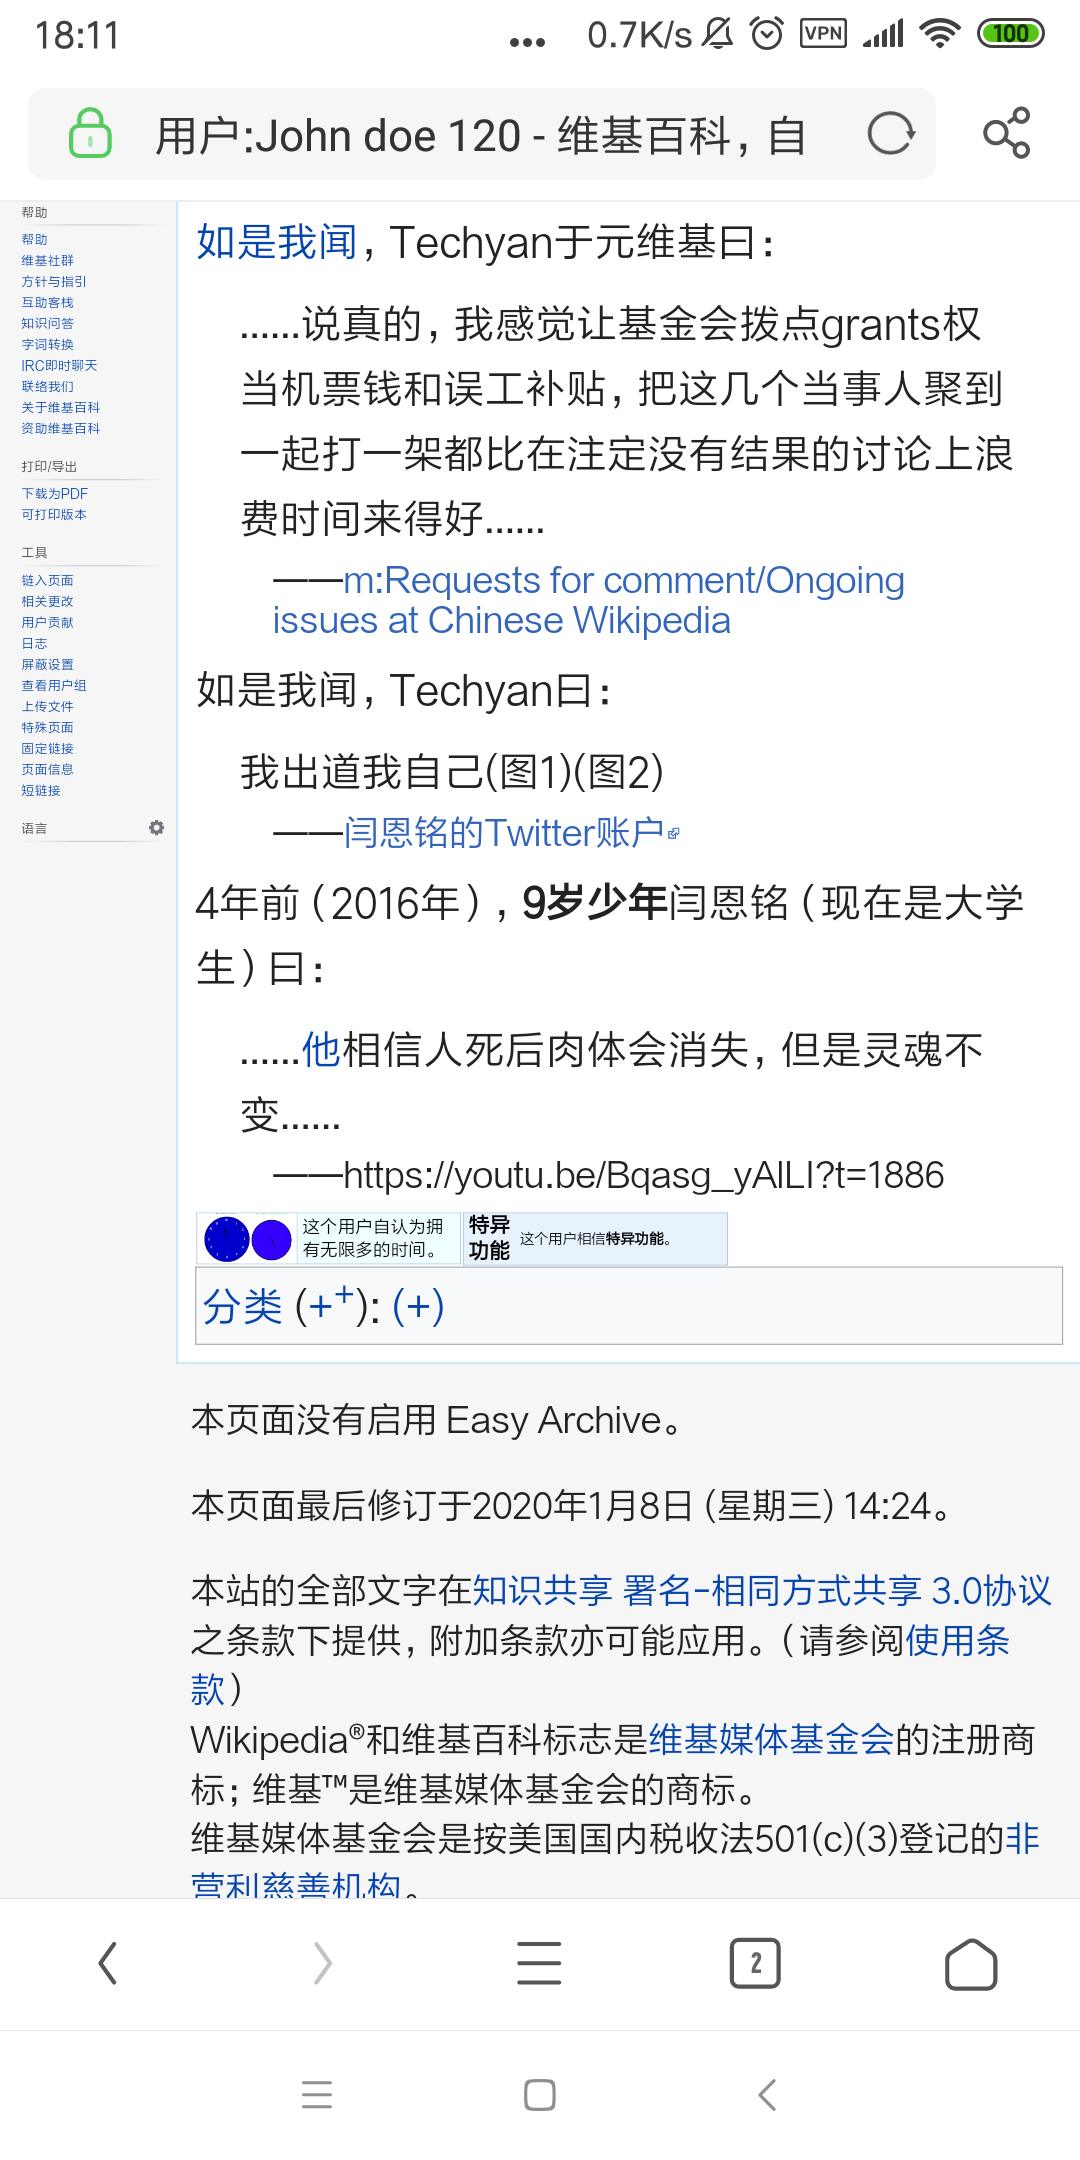 18:11
... 0.7K/s VPN 100
用户:John doe 120 - 维基百科，自
帮助
帮助
维基社群
方针与指引
互助客栈
知识问答
字词转换
IRC即时聊天
联络我们
关于维基百科
资助维基百科
打印/导出
下载为PDF
可打印版本
工具
链入页面
相关更改
用户贡献
日志
屏蔽设置
查看用户组
上传文件
特殊页面
固定链接
页面信息
短链接
语言
如是我闻，Techyan于元维基曰：
……说真的，我感觉让基金会拨点grants权
当机票钱和误工补贴，把这几个当事人聚到
一起打一架都比在注定没有结果的讨论上浪
费时间来得好……
——m:Requests for comment/Ongoing
issues at Chinese Wikipedia
如是我闻，Techyan曰：
我出道我自己(图1)(图2)
——闫恩铭的Twitter账户
4年前（2016年），9岁少年闫恩铭（现在是大学
生）曰：
……他相信人死后肉体会消失，但是灵魂不
变……
——https://youtu.be/Bqasg_yAlLI?t=1886
这个用户自认为拥
有无限多的时间。
特异
功能
这个用户相信特异功能。
分类 (+⁺): (+)
本页面没有启用 Easy Archive。
本页面最后修订于2020年1月8日 (星期三) 14:24。
本站的全部文字在知识共享 署名-相同方式共享 3.0协议
之条款下提供，附加条款亦可能应用。（请参阅使用条
款）
Wikipedia®和维基百科标志是维基媒体基金会的注册商
标；维基™是维基媒体基金会的商标。
维基媒体基金会是按美国国内税收法501(c)(3)登记的非
营利慈善机构。
2